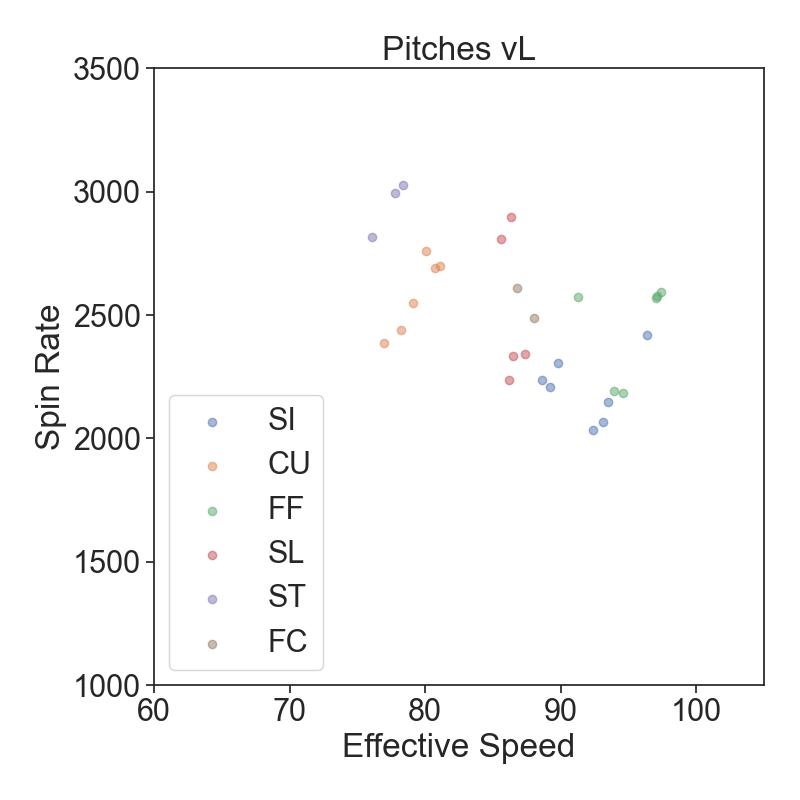 Pitches vL
3500
3000
2500
2000
1500
1000
Spin Rate
SI
CU
FF
SL
ST
FC
60 70 80 90 100
Effective Speed